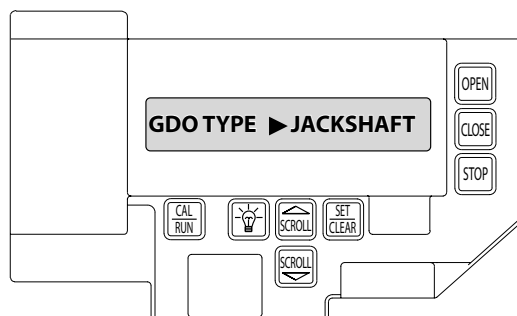 OPEN
GDO TYPE ▶ JACKSHAFT
CLOSE
STOP
CAL
RUN
SCROLL
SET
CLEAR
SCROLL